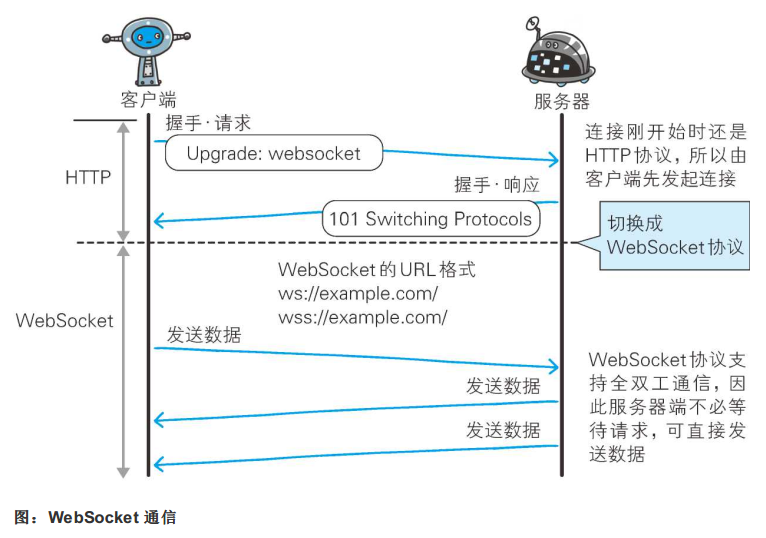 客户端
服务器
握手·请求
Upgrade: websocket
连接刚开始时还是
HTTP协议，所以由
客户端先发起连接
HTTP
握手·响应
101 Switching Protocols
切换成
WebSocket协议
WebSocket的URL格式
ws://example.com/
wss://example.com/
WebSocket
发送数据
WebSocket协议支
持全双工通信，因
此服务器端不必等
待请求，可直接发
送数据
发送数据
发送数据
图：WebSocket 通信